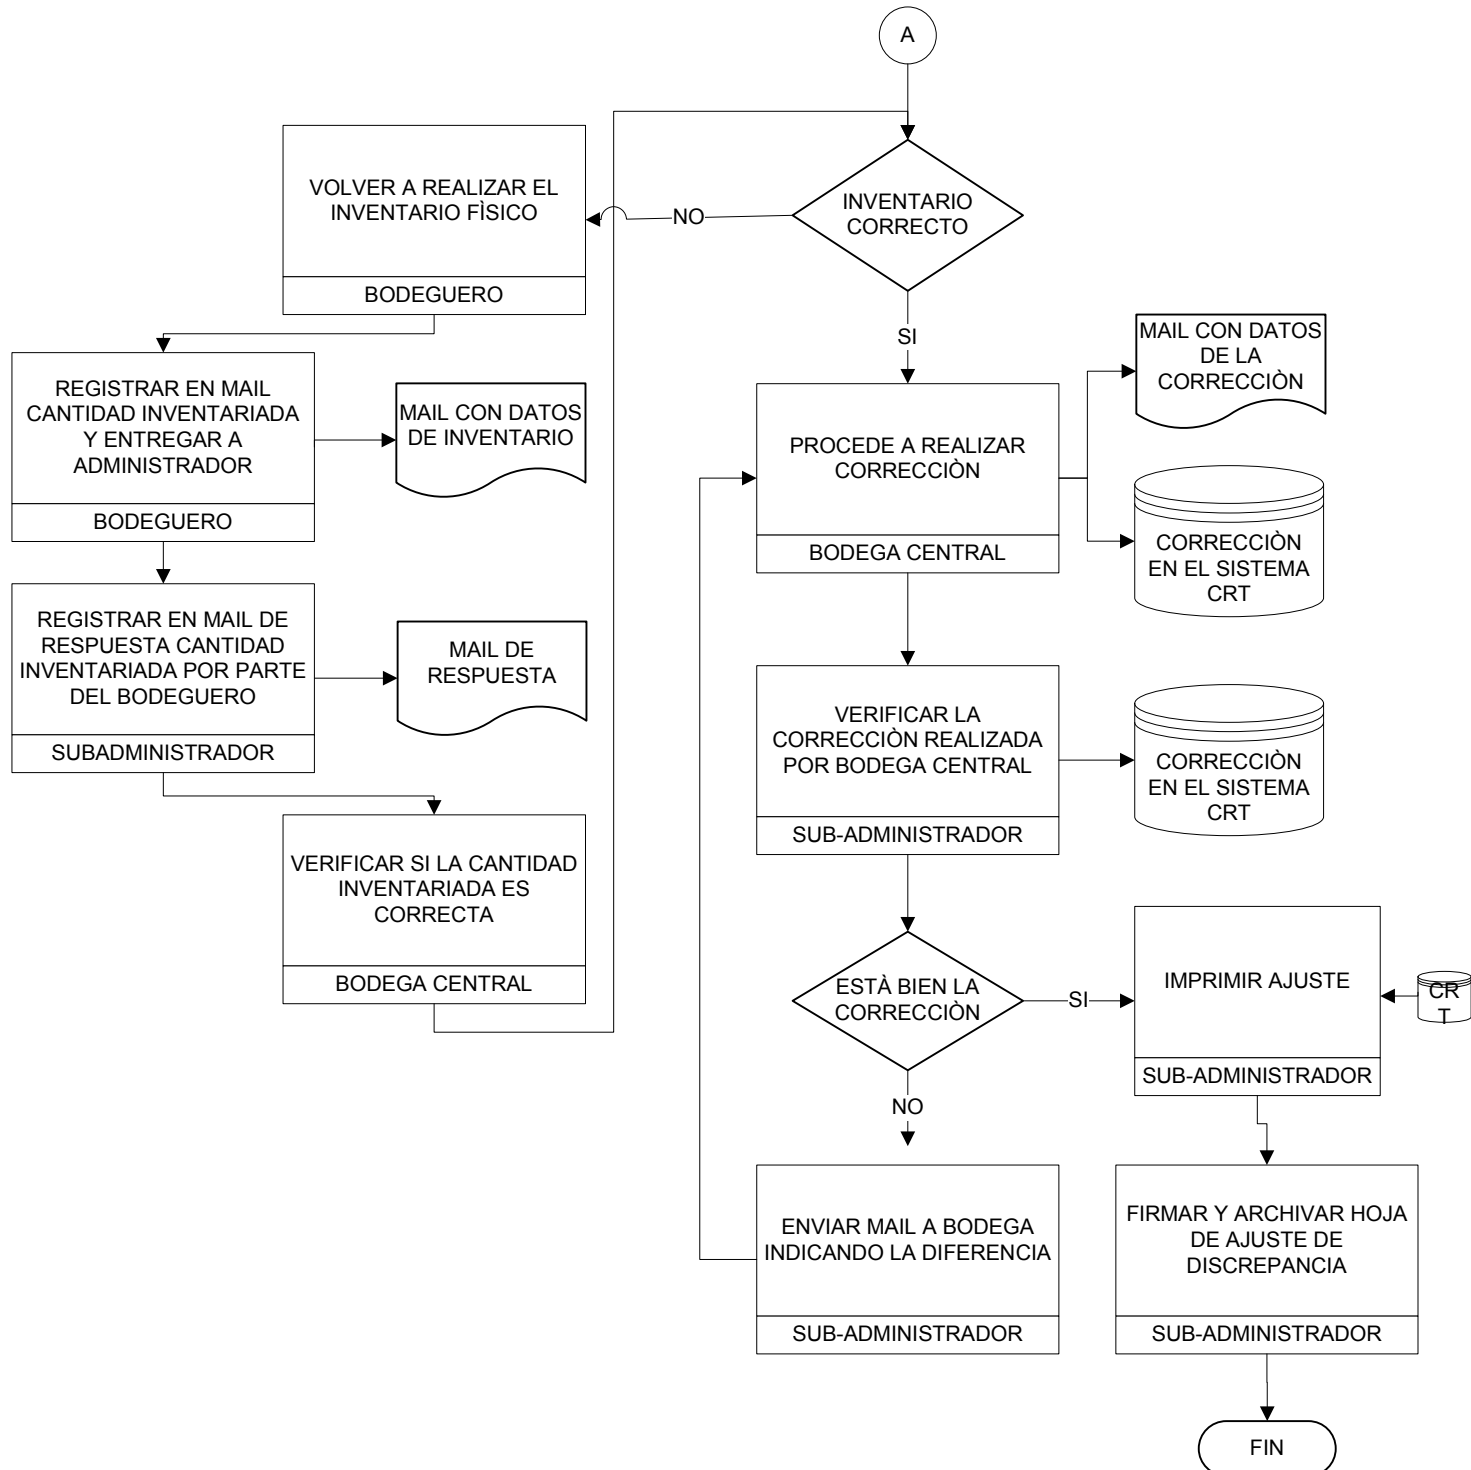 A
INVENTARIO
CORRECTO
NO
VOLVER A REALIZAR EL
INVENTARIO FÌSICO
BODEGUERO
REGISTRAR EN MAIL
CANTIDAD INVENTARIADA
Y ENTREGAR A
ADMINISTRADOR
BODEGUERO
MAIL CON DATOS
DE INVENTARIO
REGISTRAR EN MAIL DE
RESPUESTA CANTIDAD
INVENTARIADA POR PARTE
DEL BODEGUERO
SUBADMINISTRADOR
MAIL DE
RESPUESTA
VERIFICAR SI LA CANTIDAD
INVENTARIADA ES
CORRECTA
BODEGA CENTRAL
SI
PROCEDE A REALIZAR
CORRECCIÒN
BODEGA CENTRAL
MAIL CON DATOS
DE LA
CORRECCIÒN
CORRECCIÒN
EN EL SISTEMA
CRT
VERIFICAR LA
CORRECCIÒN REALIZADA
POR BODEGA CENTRAL
SUB-ADMINISTRADOR
CORRECCIÒN
EN EL SISTEMA
CRT
ESTÀ BIEN LA
CORRECCIÒN
SI
IMPRIMIR AJUSTE
SUB-ADMINISTRADOR
CR
T
NO
ENVIAR MAIL A BODEGA
INDICANDO LA DIFERENCIA
SUB-ADMINISTRADOR
FIRMAR Y ARCHIVAR HOJA
DE AJUSTE DE
DISCREPANCIA
SUB-ADMINISTRADOR
FIN